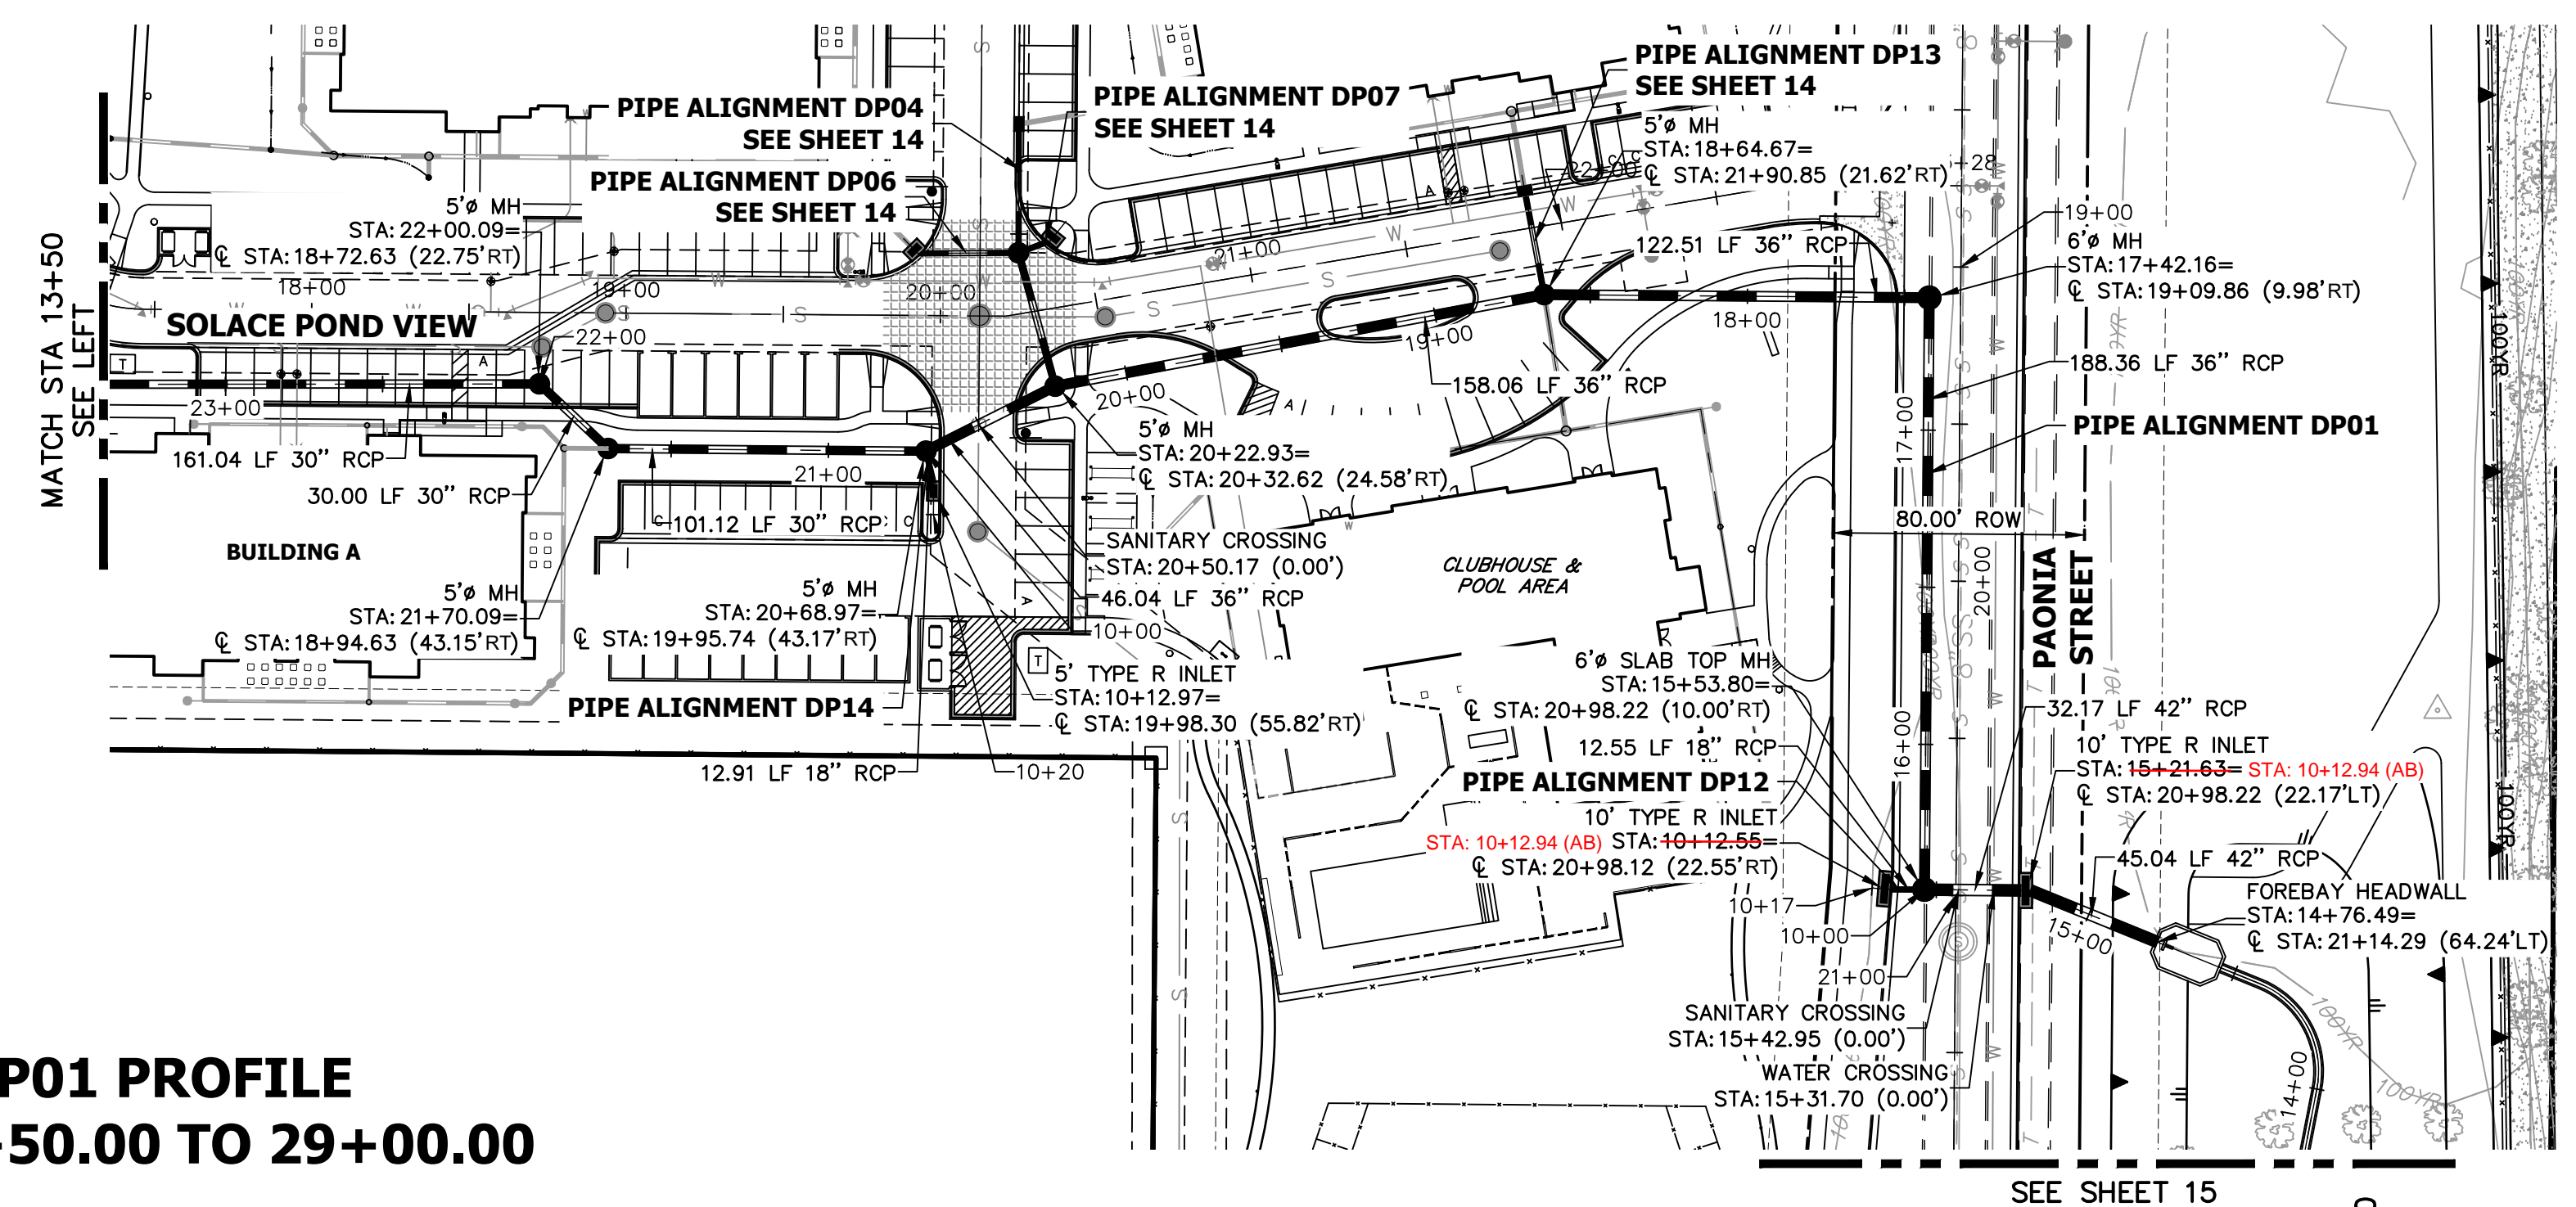 PIPE ALIGNMENT DP13
SEE SHEET 14
PIPE ALIGNMENT DP07
SEE SHEET 14
PIPE ALIGNMENT DP04
SEE SHEET 14
PIPE ALIGNMENT DP06
SEE SHEET 14
5'ø MH
STA:18+64.67=
℄ STA:21+90.85 (21.62'RT)
22+00
+28
5'ø MH
STA:22+00.09=
℄ STA:18+72.63 (22.75'RT)
122.51 LF 36" RCP
19+00
6'ø MH
STA:17+42.16=
℄ STA:19+09.86 (9.98'RT)
MATCH STA 13+50
SEE LEFT
18+00
19+00
20+00
21+00
SOLACE POND VIEW
22+00
18+00
19+00
188.36 LF 36" RCP
158.06 LF 36" RCP
20+00
23+00
17+00
PIPE ALIGNMENT DP01
161.04 LF 30" RCP
30.00 LF 30" RCP
21+00
5'ø MH
STA:20+22.93=
℄ STA:20+32.62 (24.58'RT)
101.12 LF 30" RCP
80.00' ROW
BUILDING A
SANITARY CROSSING
STA:20+50.17 (0.00')
46.04 LF 36" RCP
10+00
CLUBHOUSE &
POOL AREA
20+00
PAONIA
STREET
5'ø MH
STA:21+70.09=
℄ STA:18+94.63 (43.15'RT)
5'ø MH
STA:20+68.97=
℄ STA:19+95.74 (43.17'RT)
5' TYPE R INLET
STA:10+12.97=
℄ STA:19+98.30 (55.82'RT)
PIPE ALIGNMENT DP14
12.91 LF 18" RCP
10+20
6'ø SLAB TOP MH
STA:15+53.80=
℄ STA:20+98.22 (10.00'RT)
12.55 LF 18" RCP
PIPE ALIGNMENT DP12
10' TYPE R INLET
STA: 10+12.94 (AB) STA:10+12.55=
℄ STA:20+98.12 (22.55'RT)
16+00
32.17 LF 42" RCP
10' TYPE R INLET
STA:15+21.63= STA: 10+12.94 (AB)
℄ STA:20+98.22 (22.17'LT)
45.04 LF 42" RCP
FOREBAY HEADWALL
STA:14+76.49=
℄ STA:21+14.29 (64.24'LT)
10+17
10+00
15+00
21+00
SANITARY CROSSING
STA:15+42.95 (0.00')
WATER CROSSING
STA:15+31.70 (0.00')
14+00
100YR
100YR
100YR
100YR
P01 PROFILE
+50.00 TO 29+00.00
SEE SHEET 15